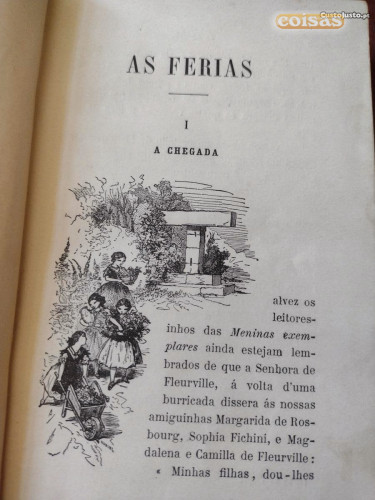 coisas
CustoJusto.pt
AS FERIAS
I
A CHEGADA
alvez os
leitores-
inhos das Meninas exem-
plares ainda estejam lem-
brados de que a Senhora de
Fleurville, á volta d'uma
burricada dissera ás nossas
amiguinhas Margarida de Ros-
bourg, Sophia Fichini, e Mag-
dalena e Camilla de Fleurville :
« Minhas filhas, dou-lhes